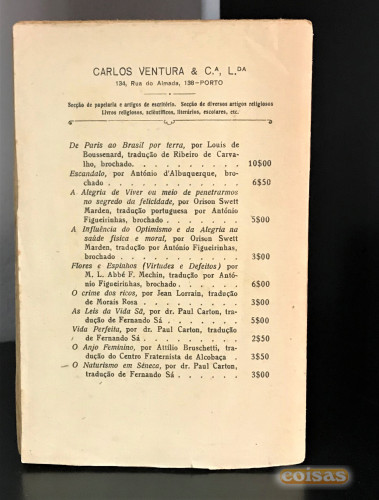 CARLOS VENTURA & C.ᴬ, L.ᴰᴬ
134, Rua do Almada, 136—PORTO
Secção de papelaria e artigos de escritório. Secção de diversos artigos religiosos
Livros religiosos, scientíficos, literários, escolares, etc.
De Paris ao Brasil por terra, por Louis de
Boussenard, tradução de Ribeiro de Carva-
lho, brochado. . . . . . . . . 10$00
Escandalo, por António d'Albuquerque, bro-
chado . . . . . . . . . . . 6$50
A Alegria de Viver ou meio de penetrarmos
no segredo da felicidade, por Orison Swett
Marden, tradução portuguesa por António
Figueirinhas, brochado . . . . . . 5$00
A Influência do Optimismo e da Alegria na
saúde física e moral, por Orison Swett
Marden, tradução por António Figueirinhas,
brochado . . . . . . . . . . 3$00
Flores e Espinhos (Virtudes e Defeitos) por
M. L. Abbé F. Mechin, tradução por Antó-
nio Figoeirinhas, brochado . . . . . 6$00
O crime dos ricos, por Jean Lorrain, tradução
de Morais Rosa . . . . . . . . 3$00
As Leis da Vida Sã, por Paul Carton, tradução
de Fernando Sá . . . . . . . . 5$00
Vida Perfeita, por dr. Paul Carton, tradução
de Fernando Sá . . . . . . . . 2$50
O Anjo Feminino, por Attílio Bruschetti, tra-
dução do Centro Fraternista de Alcobaça . 3$50
O Naturismo em Séneca, por dr. Paul Carton,
tradução de Fernando Sá . . . . . 3$00
coisas